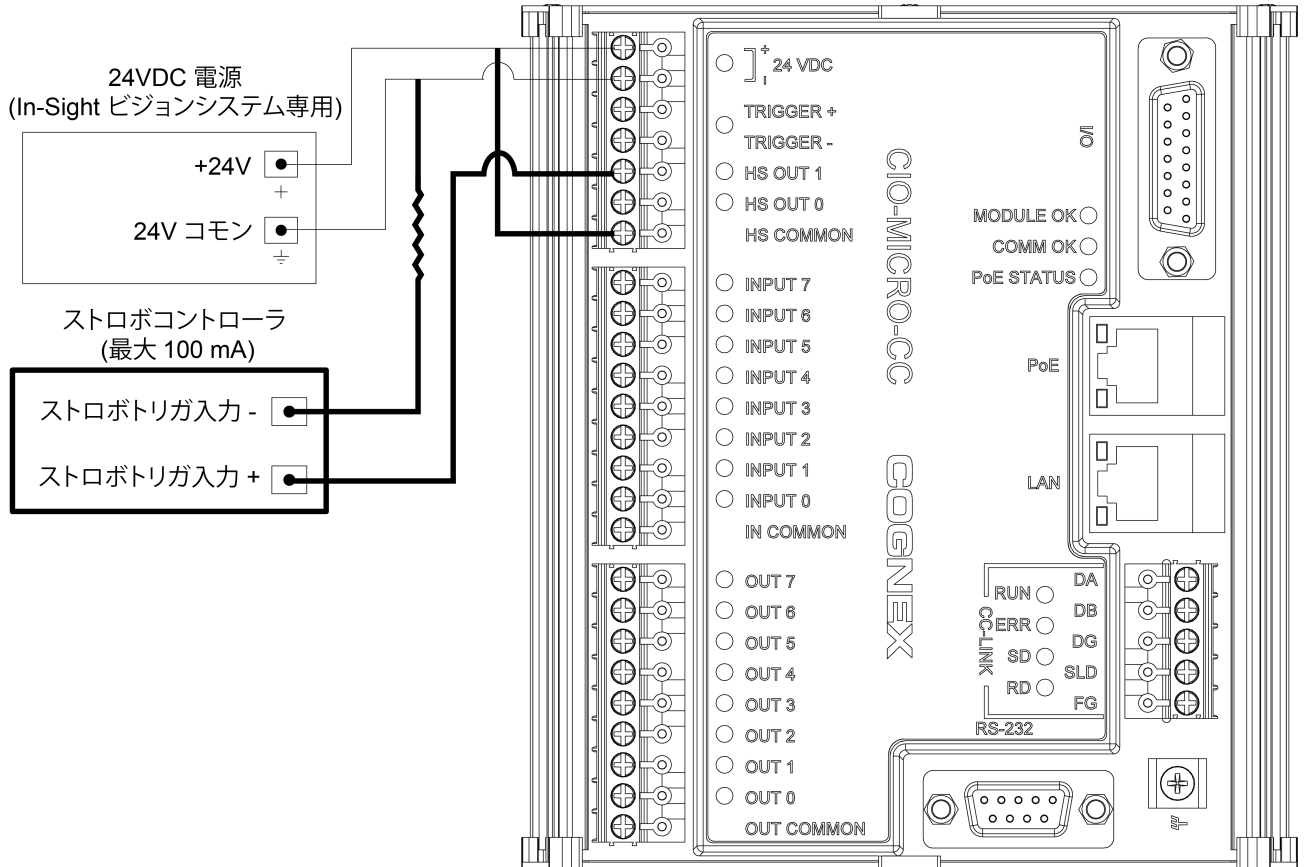 24VDC 電源
(In-Sight ビジョンシステム専用)
+24V
+
24V コモン
ストロボコントローラ
(最大 100 mA)
ストロボトリガ入力 -
ストロボトリガ入力 +
+
24 VDC
-
TRIGGER +
TRIGGER -
HS OUT 1
HS OUT 0
HS COMMON
INPUT 7
INPUT 6
INPUT 5
INPUT 4
INPUT 3
INPUT 2
INPUT 1
INPUT 0
IN COMMON
OUT 7
OUT 6
OUT 5
OUT 4
OUT 3
OUT 2
OUT 1
OUT 0
OUT COMMON
CIO-MICRO-CC
COGNEX
I/O
MODULE OK
COMM OK
PoE STATUS
PoE
LAN
CC-LINK
RUN
ERR
SD
RD
DA
DB
DG
SLD
FG
RS-232